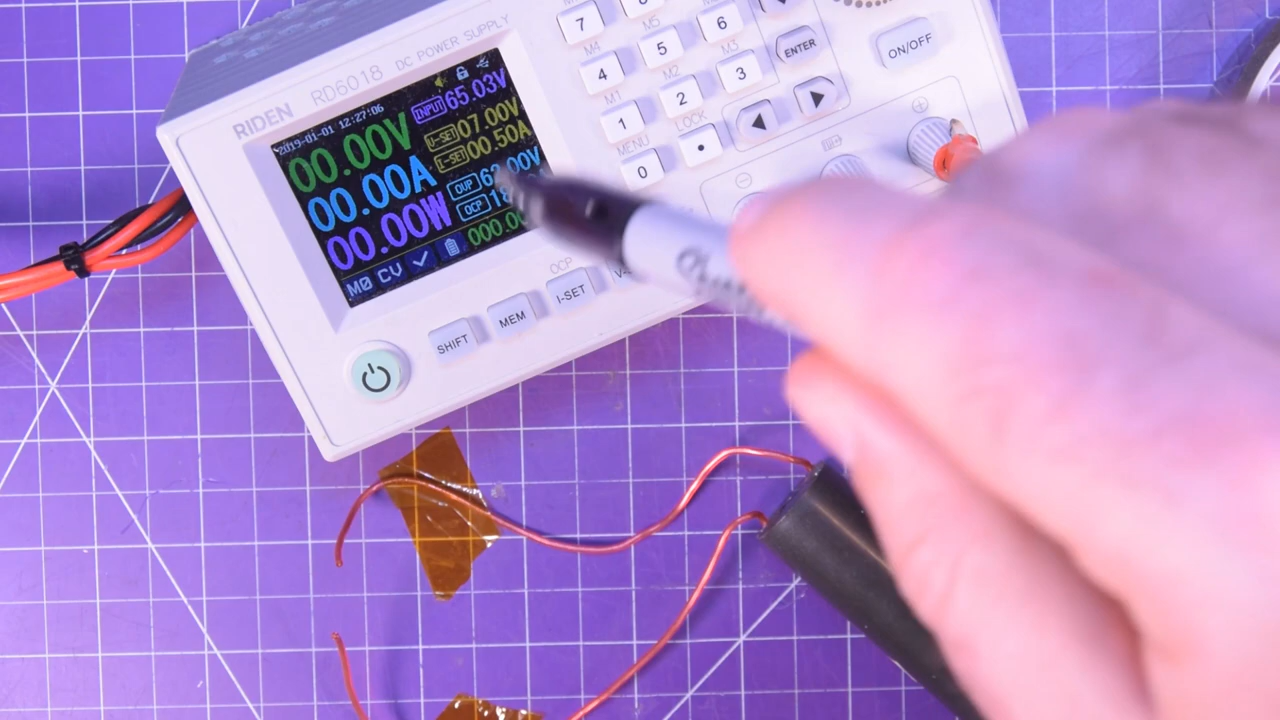 RIDEN RD6018 DC POWER SUPPLY
2019-01-01 12:27:06
00.00V
00.00A
00.00W
INPUT 65.03V
V-SET 07.00V
I-SET 00.50A
OVP
OCP
M0 CV
7
M5
6
M4
4
5
M3
3
M1
1
M2
2
MENU
0
LOCK
ENTER
ON/OFF
SHIFT
MEM
OCP
I-SET